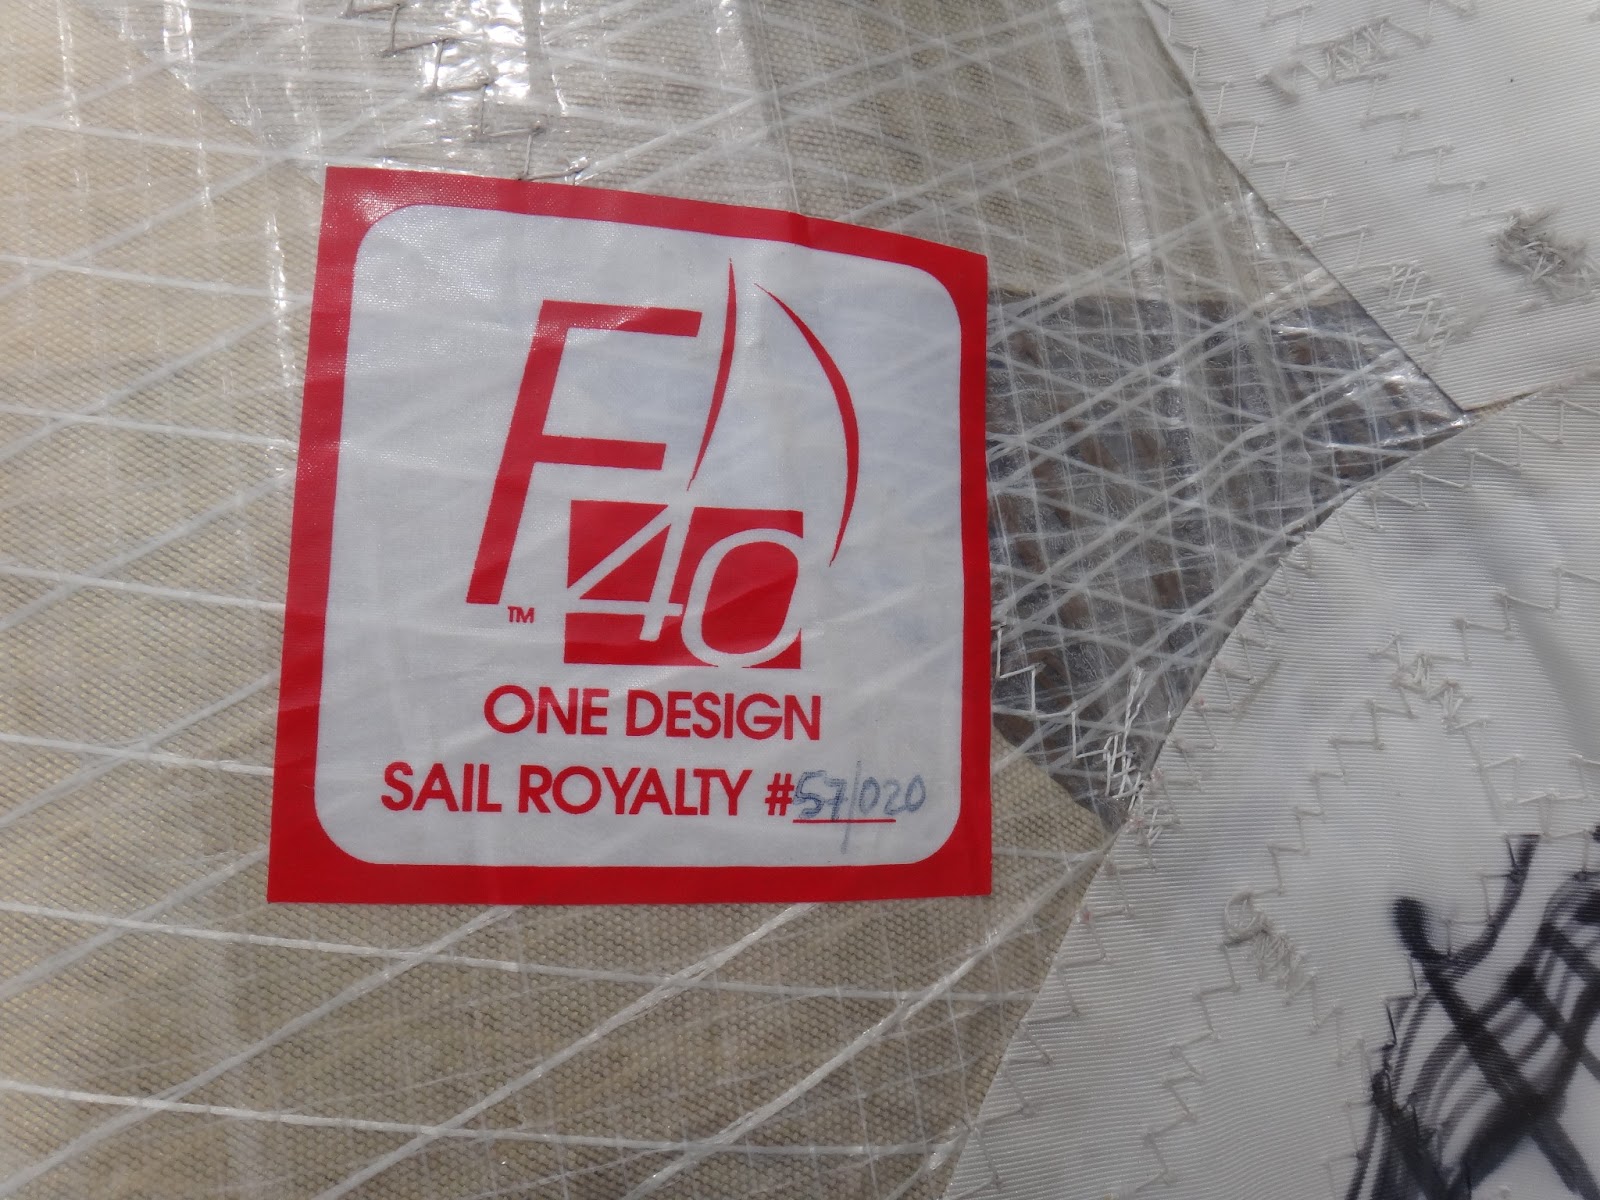 F
40
TM
ONE DESIGN
SAIL ROYALTY #57/020